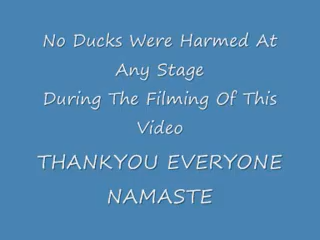 No Ducks Were Harmed At
Any Stage
During The Filming Of This
Video
THANKYOU EVERYONE
NAMASTE